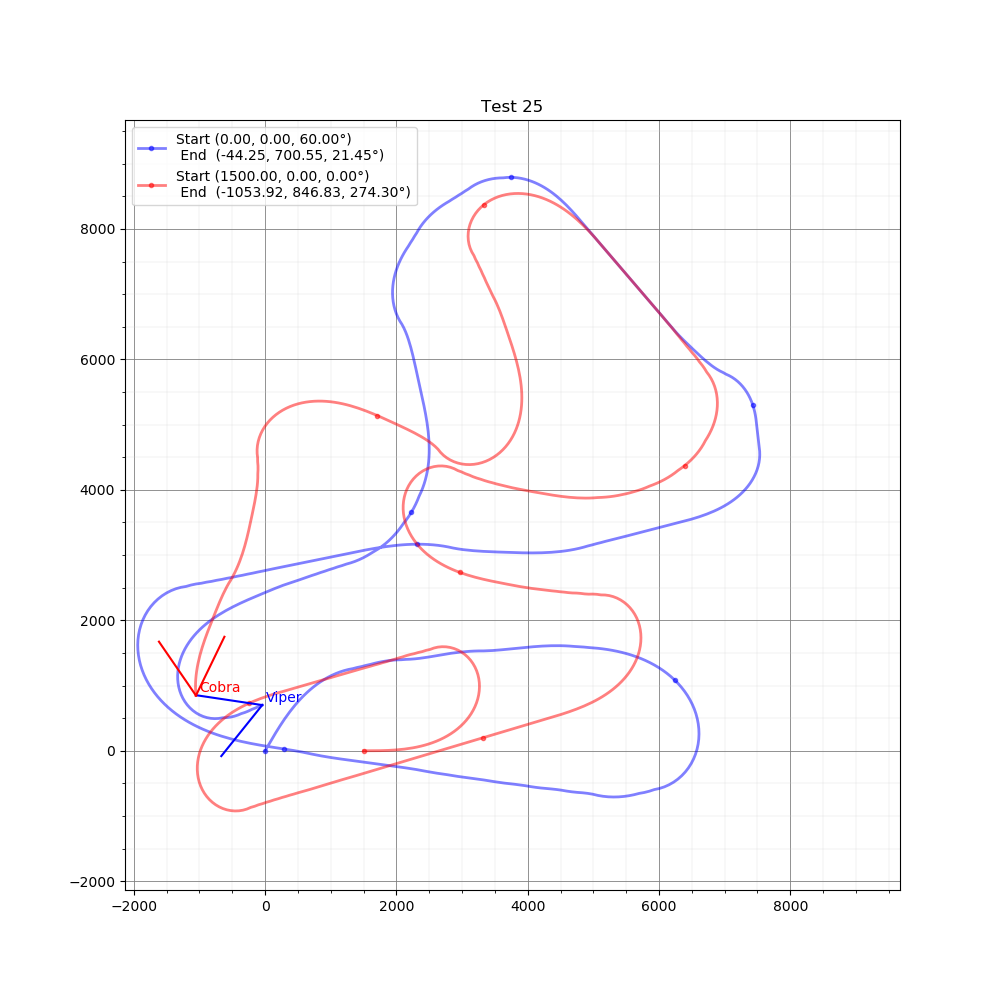 Test 25
Start (0.00, 0.00, 60.00°)
End (-44.25, 700.55, 21.45°)
Start (1500.00, 0.00, 0.00°)
End (-1053.92, 846.83, 274.30°)
8000
6000
4000
2000
0
−2000
Cobra
Viper
−2000 0 2000 4000 6000 8000